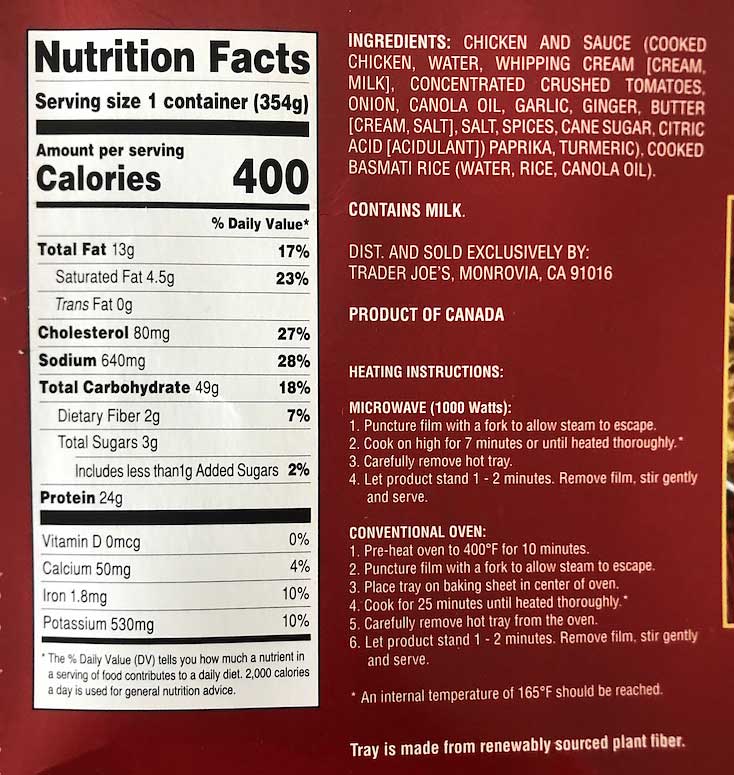 Nutrition Facts
Serving size 1 container (354g)
Amount per serving
Calories 400
% Daily Value*
Total Fat 13g 17%
Saturated Fat 4.5g 23%
Trans Fat 0g
Cholesterol 80mg 27%
Sodium 640mg 28%
Total Carbohydrate 49g 18%
Dietary Fiber 2g 7%
Total Sugars 3g
Includes less than1g Added Sugars 2%
Protein 24g
Vitamin D 0mcg 0%
Calcium 50mg 4%
Iron 1.8mg 10%
Potassium 530mg 10%
* The % Daily Value (DV) tells you how much a nutrient in
a serving of food contributes to a daily diet. 2,000 calories
a day is used for general nutrition advice.
INGREDIENTS: CHICKEN AND SAUCE (COOKED
CHICKEN, WATER, WHIPPING CREAM [CREAM,
MILK], CONCENTRATED CRUSHED TOMATOES,
ONION, CANOLA OIL, GARLIC, GINGER, BUTTER
[CREAM, SALT], SALT, SPICES, CANE SUGAR, CITRIC
ACID [ACIDULANT]) PAPRIKA, TURMERIC), COOKED
BASMATI RICE (WATER, RICE, CANOLA OIL).
CONTAINS MILK.
DIST. AND SOLD EXCLUSIVELY BY:
TRADER JOE'S, MONROVIA, CA 91016
PRODUCT OF CANADA
HEATING INSTRUCTIONS:
MICROWAVE (1000 Watts):
1. Puncture film with a fork to allow steam to escape.
2. Cook on high for 7 minutes or until heated thoroughly.*
3. Carefully remove hot tray.
4. Let product stand 1 - 2 minutes. Remove film, stir gently
and serve.
CONVENTIONAL OVEN:
1. Pre-heat oven to 400°F for 10 minutes.
2. Puncture film with a fork to allow steam to escape.
3. Place tray on baking sheet in center of oven.
4. Cook for 25 minutes until heated thoroughly.*
5. Carefully remove hot tray from the oven.
6. Let product stand 1 - 2 minutes. Remove film, stir gently
and serve.
* An internal temperature of 165°F should be reached.
Tray is made from renewably sourced plant fiber.